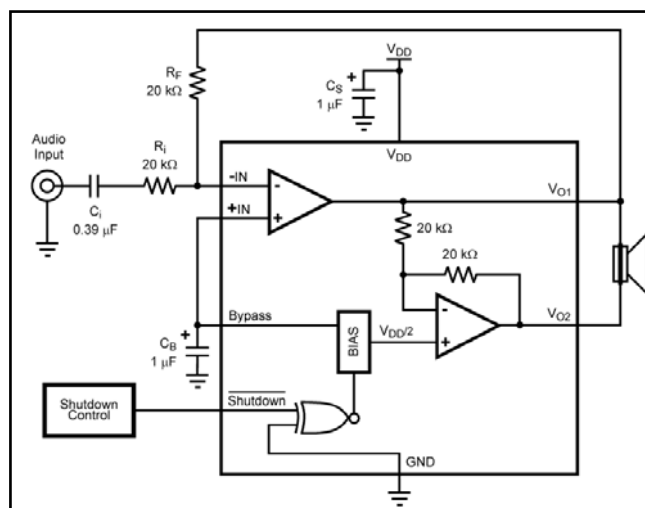 R_F
20 kΩ
V_DD
C_S
1 µF
Audio
Input
R_i
20 kΩ
V_DD
-IN
-
V_O1
+IN
+
C_i
0.39 µF
20 kΩ
20 kΩ
Bypass
-
V_O2
C_B
1 µF
BIAS
V_DD/2
+
Shutdown
Control
Shutdown
GND
+
+